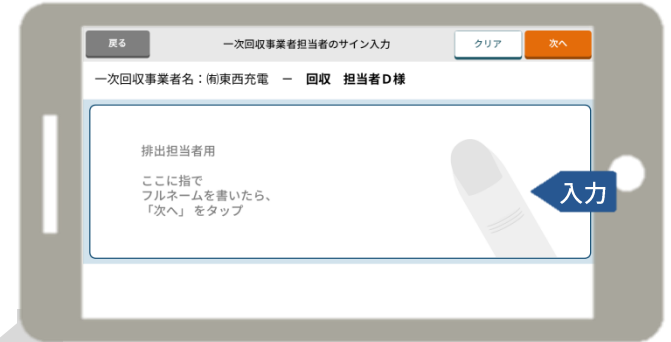 戻る 一次回収事業者担当者のサイン入力 クリア 次へ
一次回収事業者名:㈲東西充電 － 回収 担当者D様
排出担当者用
ここに指で
フルネームを書いたら、
「次へ」をタップ
入力